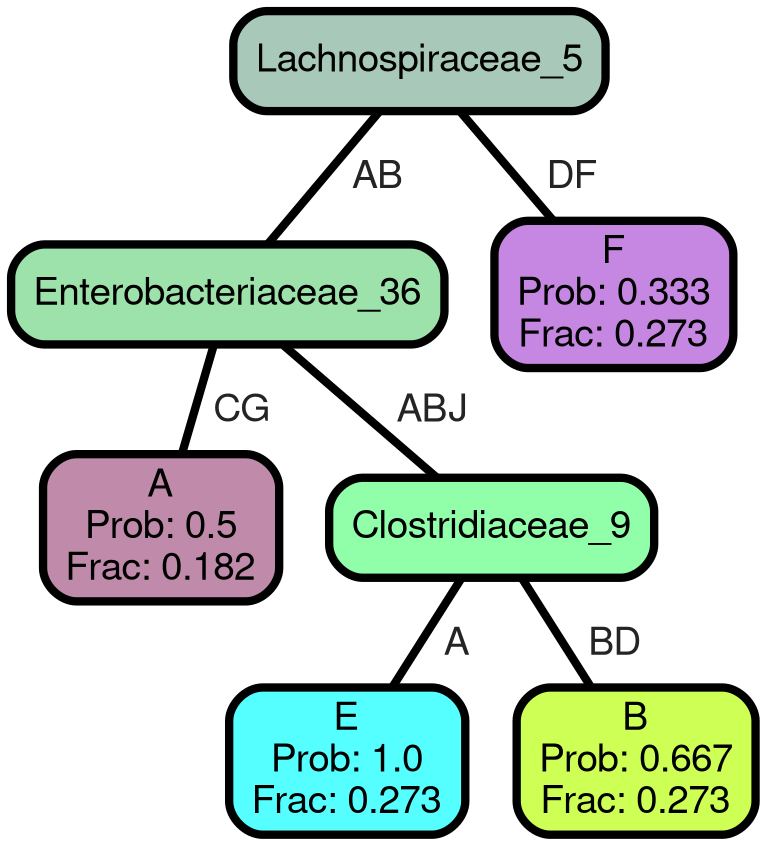 Lachnospiraceae_5
AB
DF
Enterobacteriaceae_36
F
Prob: 0.333
Frac: 0.273
CG
ABJ
A
Prob: 0.5
Frac: 0.182
Clostridiaceae_9
A
BD
E
Prob: 1.0
Frac: 0.273
B
Prob: 0.667
Frac: 0.273